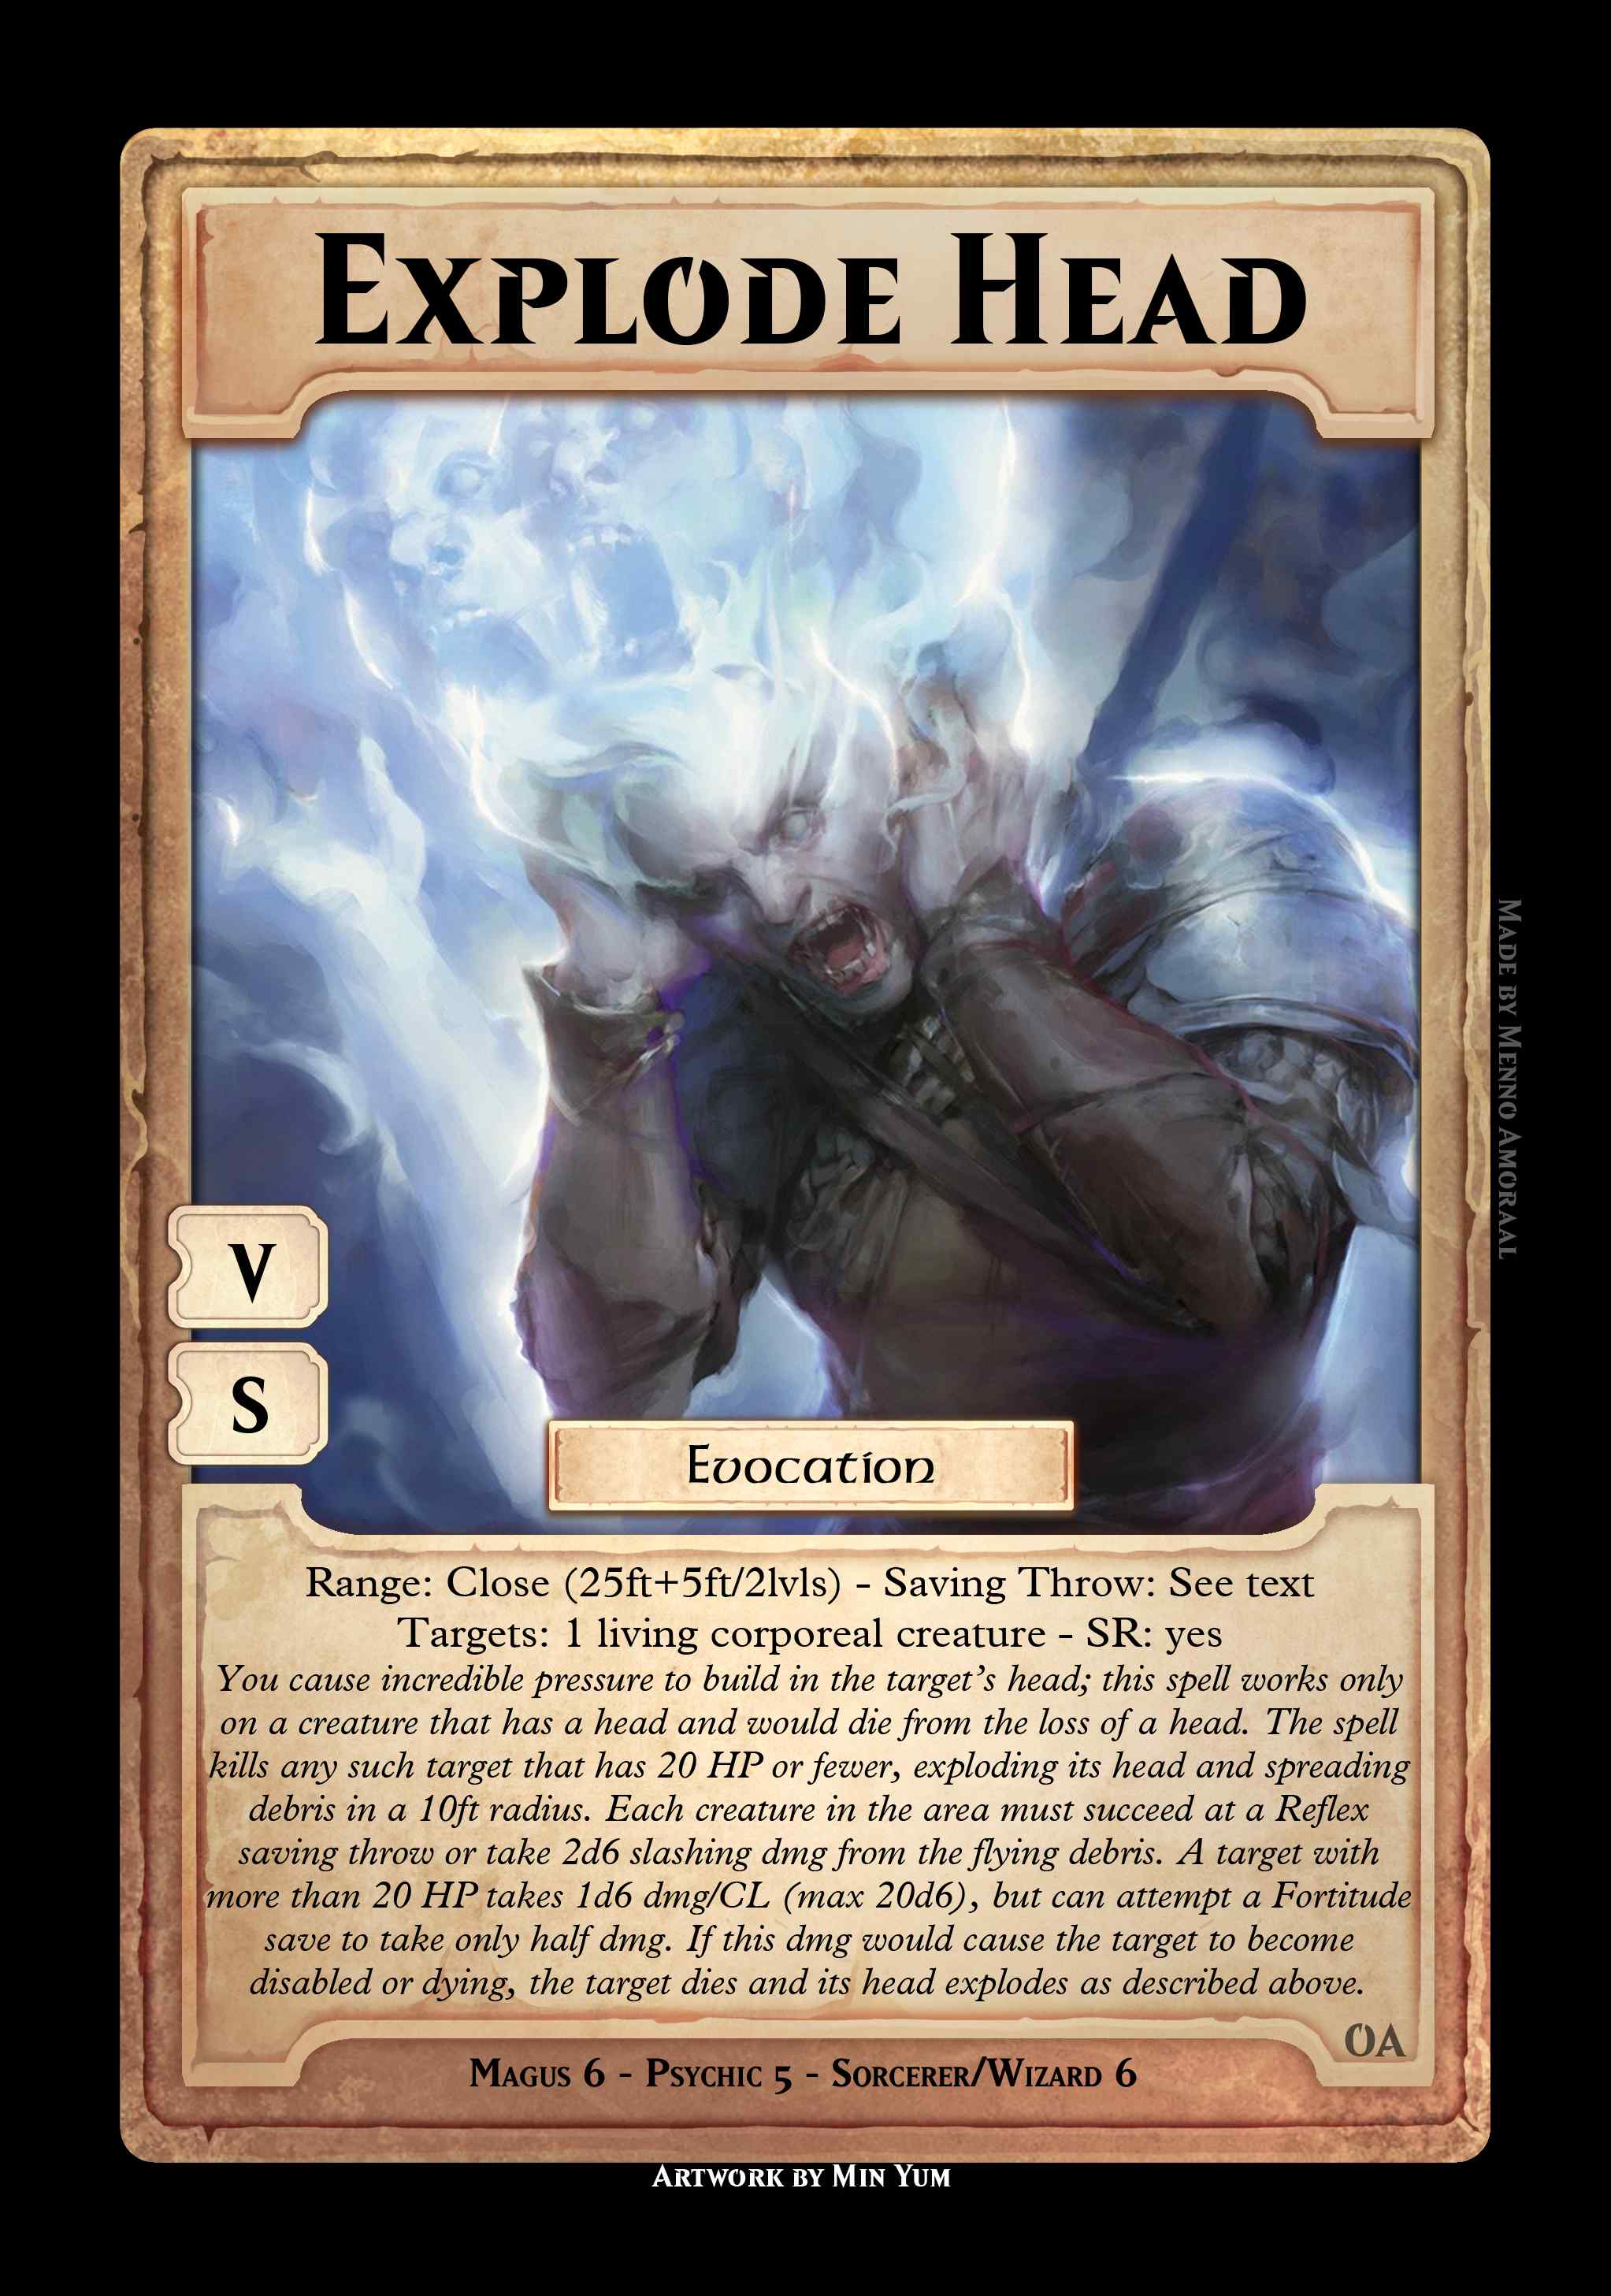 Explode Head
V
S
Evocation
Range: Close (25ft+5ft/2lvls) - Saving Throw: See text
Targets: 1 living corporeal creature - SR: yes
You cause incredible pressure to build in the target's head; this spell works only
on a creature that has a head and would die from the loss of a head. The spell
kills any such target that has 20 HP or fewer, exploding its head and spreading
debris in a 10ft radius. Each creature in the area must succeed at a Reflex
saving throw or take 2d6 slashing dmg from the flying debris. A target with
more than 20 HP takes 1d6 dmg/CL (max 20d6), but can attempt a Fortitude
save to take only half dmg. If this dmg would cause the target to become
disabled or dying, the target dies and its head explodes as described above.
OA
Magus 6 - Psychic 5 - Sorcerer/Wizard 6
Artwork by Min Yum
Made by Menno Amoraal